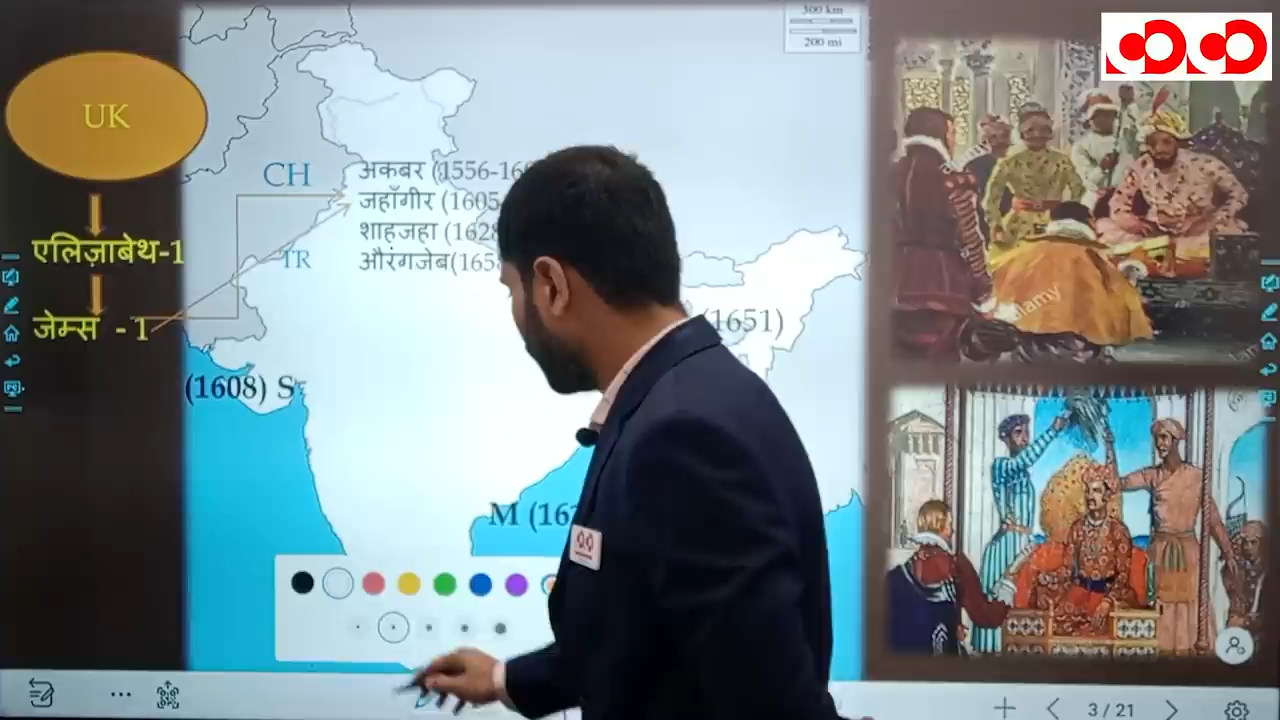 300 km
200 mi
UK
CH
अकबर (1556-16
जहाँगीर (1605
शाहजहा (1628
औरंगजेब(165
एलिज़ाबेथ-1
TR
जेम्स - 1
(1651)
(1608) S
M (16
alamy
3 / 21